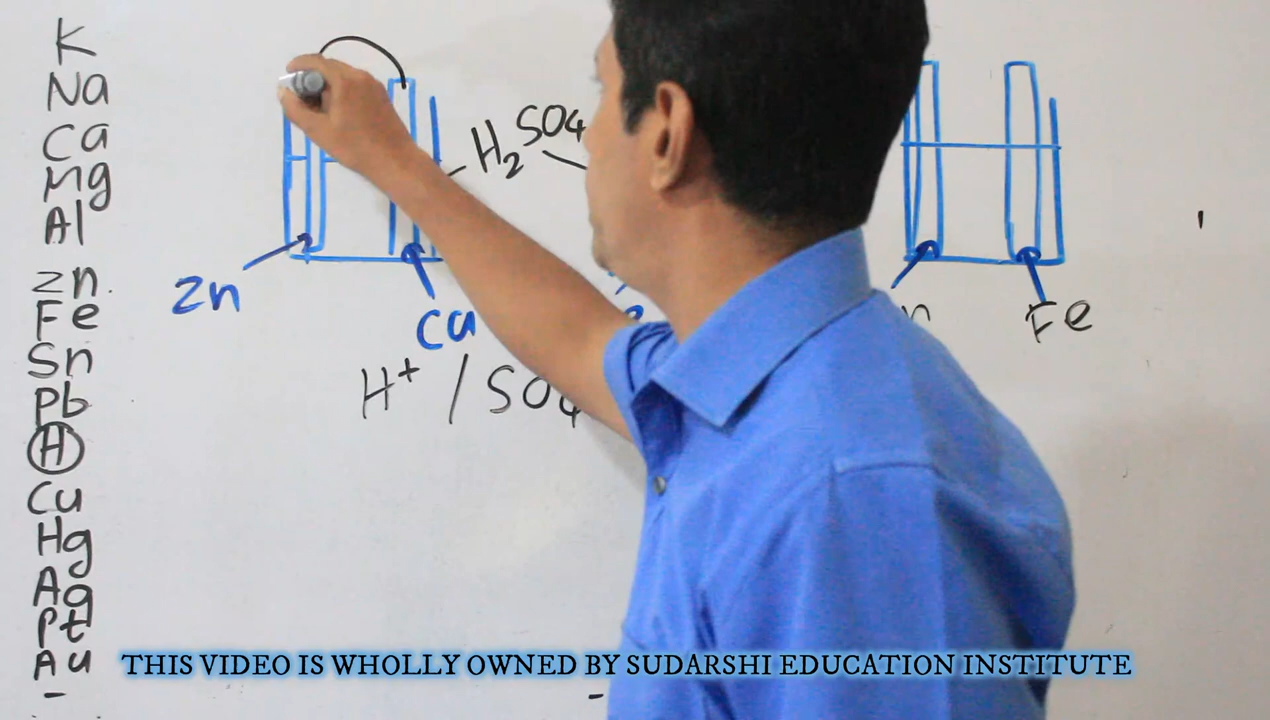 K
Na
Ca
Mg
Al
Zn
Fe
Sn
Pb
H
Cu
Hg
Ag
Pt
Au
H₂SO₄
Zn
Cu
Fe
H⁺ / SO₄
THIS VIDEO IS WHOLLY OWNED BY SUDARSHI EDUCATION INSTITUTE